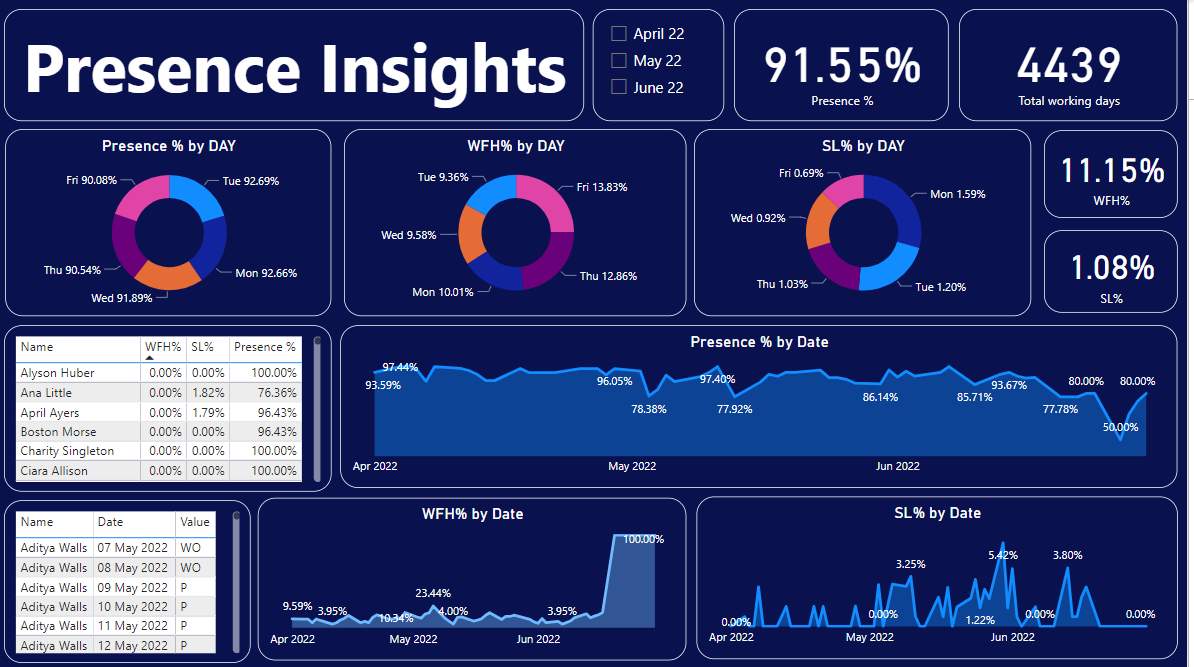 Presence Insights
April 22
May 22
June 22
91.55%
Presence %
4439
Total working days
Presence % by DAY
Fri 90.08%
Tue 92.69%
Thu 90.54%
Mon 92.66%
Wed 91.89%
WFH% by DAY
Tue 9.36%
Fri 13.83%
Wed 9.58%
Thu 12.86%
Mon 10.01%
SL% by DAY
Fri 0.69%
Mon 1.59%
Wed 0.92%
Thu 1.03%
Tue 1.20%
11.15%
WFH%
1.08%
SL%
Name WFH% SL% Presence %
Alyson Huber 0.00% 0.00% 100.00%
Ana Little 0.00% 1.82% 76.36%
April Ayers 0.00% 1.79% 96.43%
Boston Morse 0.00% 0.00% 96.43%
Charity Singleton 0.00% 0.00% 100.00%
Ciara Allison 0.00% 0.00% 100.00%
Presence % by Date
97.44%
93.59%
96.05%
78.38%
97.40%
77.92%
86.14%
85.71%
93.67%
77.78%
80.00%
50.00%
80.00%
Apr 2022 May 2022 Jun 2022
Name Date Value
Aditya Walls 07 May 2022 WO
Aditya Walls 08 May 2022 WO
Aditya Walls 09 May 2022 P
Aditya Walls 10 May 2022 P
Aditya Walls 11 May 2022 P
Aditya Walls 12 May 2022 P
WFH% by Date
9.59%
3.95%
10.34%
23.44%
4.00%
3.95%
100.00%
Apr 2022 May 2022 Jun 2022
SL% by Date
0.00%
0.00%
3.25%
1.22%
5.42%
0.00%
3.80%
0.00%
Apr 2022 May 2022 Jun 2022